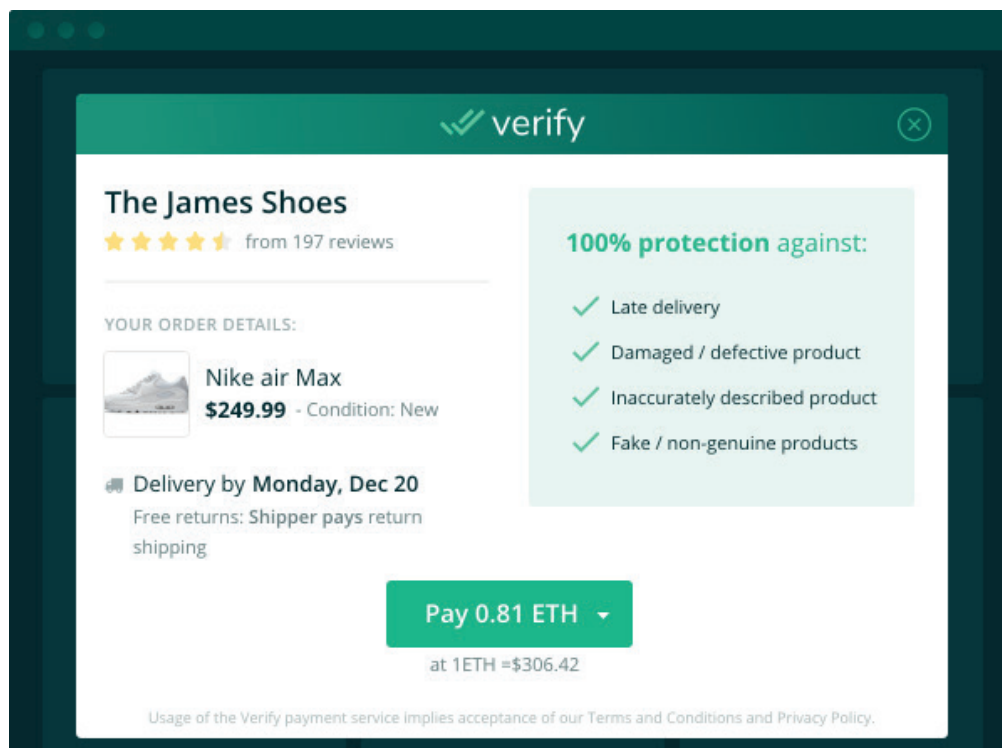 verify
The James Shoes
from 197 reviews
YOUR ORDER DETAILS:
Nike air Max
$249.99 - Condition: New
Delivery by Monday, Dec 20
Free returns: Shipper pays return
shipping
100% protection against:
Late delivery
Damaged / defective product
Inaccurately described product
Fake / non-genuine products
Pay 0.81 ETH
at 1ETH =$306.42
Usage of the Verify payment service implies acceptance of our Terms and Conditions and Privacy Policy.